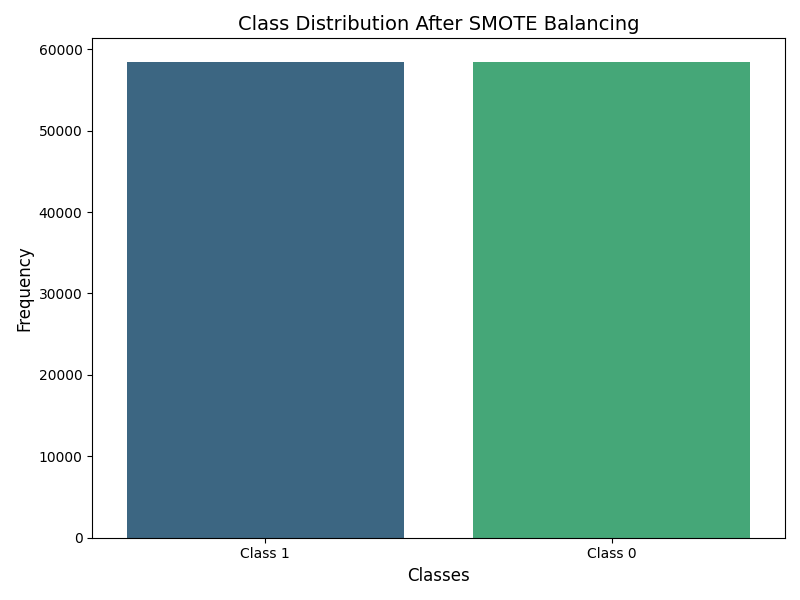 Class Distribution After SMOTE Balancing
60000
50000
40000
30000
20000
10000
0
Frequency
Class 1
Class 0
Classes